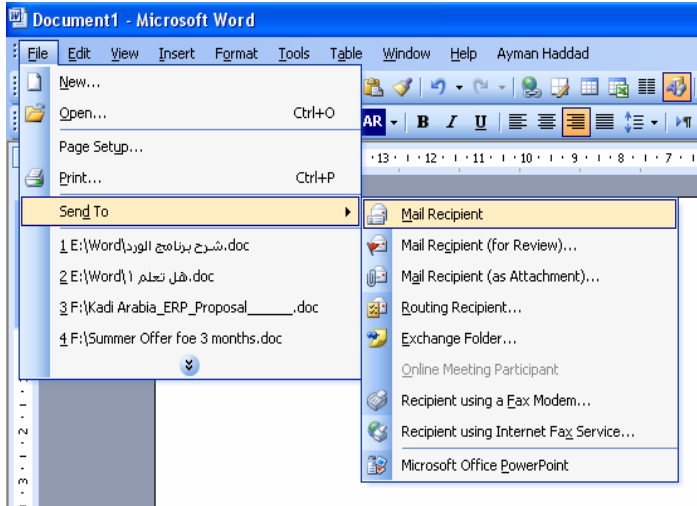 Document1 - Microsoft Word
File Edit View Insert Format Tools Table Window Help Ayman Haddad
New...
Open... Ctrl+O
AR B I U
Page Setup...
13 12 11 10 9 8 7
Print... Ctrl+P
Send To
Mail Recipient
1 E:\Word\شرح برنامج الورد.doc
Mail Recipient (for Review)...
2 E:\Word\هل تعلم ١.doc
Mail Recipient (as Attachment)...
3 F:\Kadi Arabia_ERP_Proposal______.doc
Routing Recipient...
4 F:\Summer Offer foe 3 months.doc
Exchange Folder...
Online Meeting Participant
Recipient using a Fax Modem...
2
Recipient using Internet Fax Service...
Microsoft Office PowerPoint
3